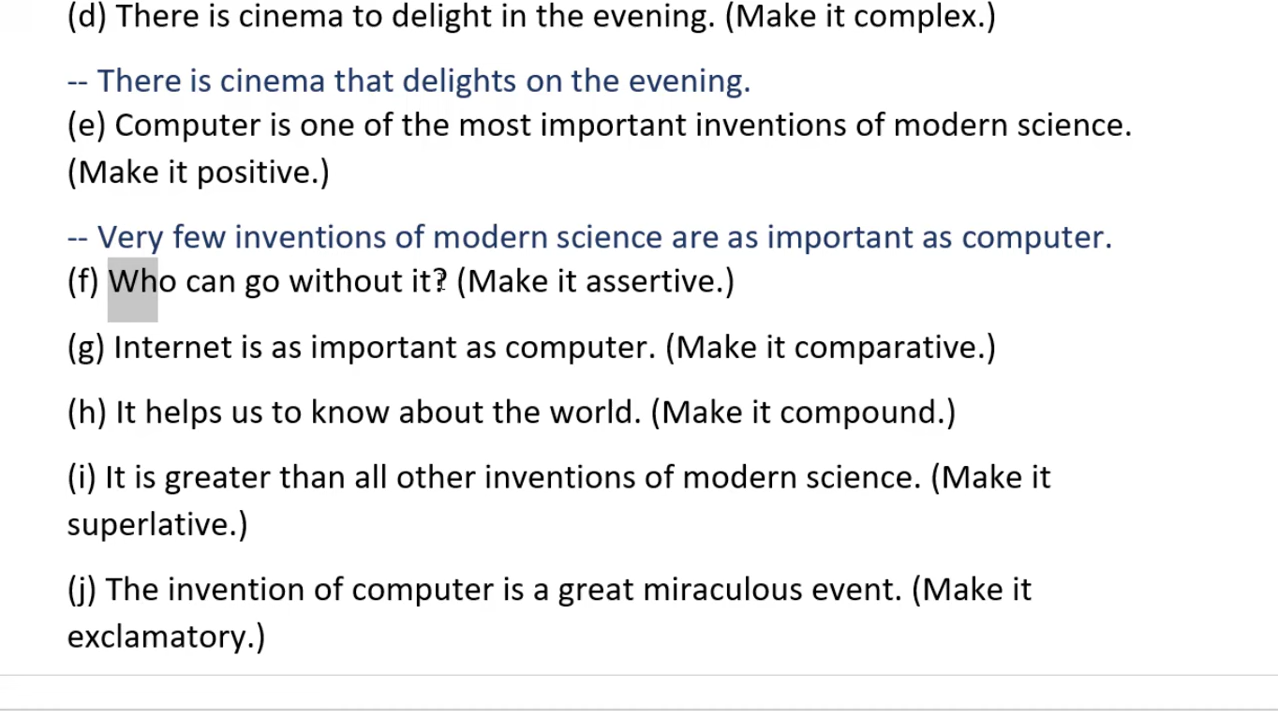 (d) There is cinema to delight in the evening. (Make it complex.)
-- There is cinema that delights on the evening.
(e) Computer is one of the most important inventions of modern science.
(Make it positive.)
-- Very few inventions of modern science are as important as computer.
(f) Who can go without it? (Make it assertive.)
(g) Internet is as important as computer. (Make it comparative.)
(h) It helps us to know about the world. (Make it compound.)
(i) It is greater than all other inventions of modern science. (Make it
superlative.)
(j) The invention of computer is a great miraculous event. (Make it
exclamatory.)